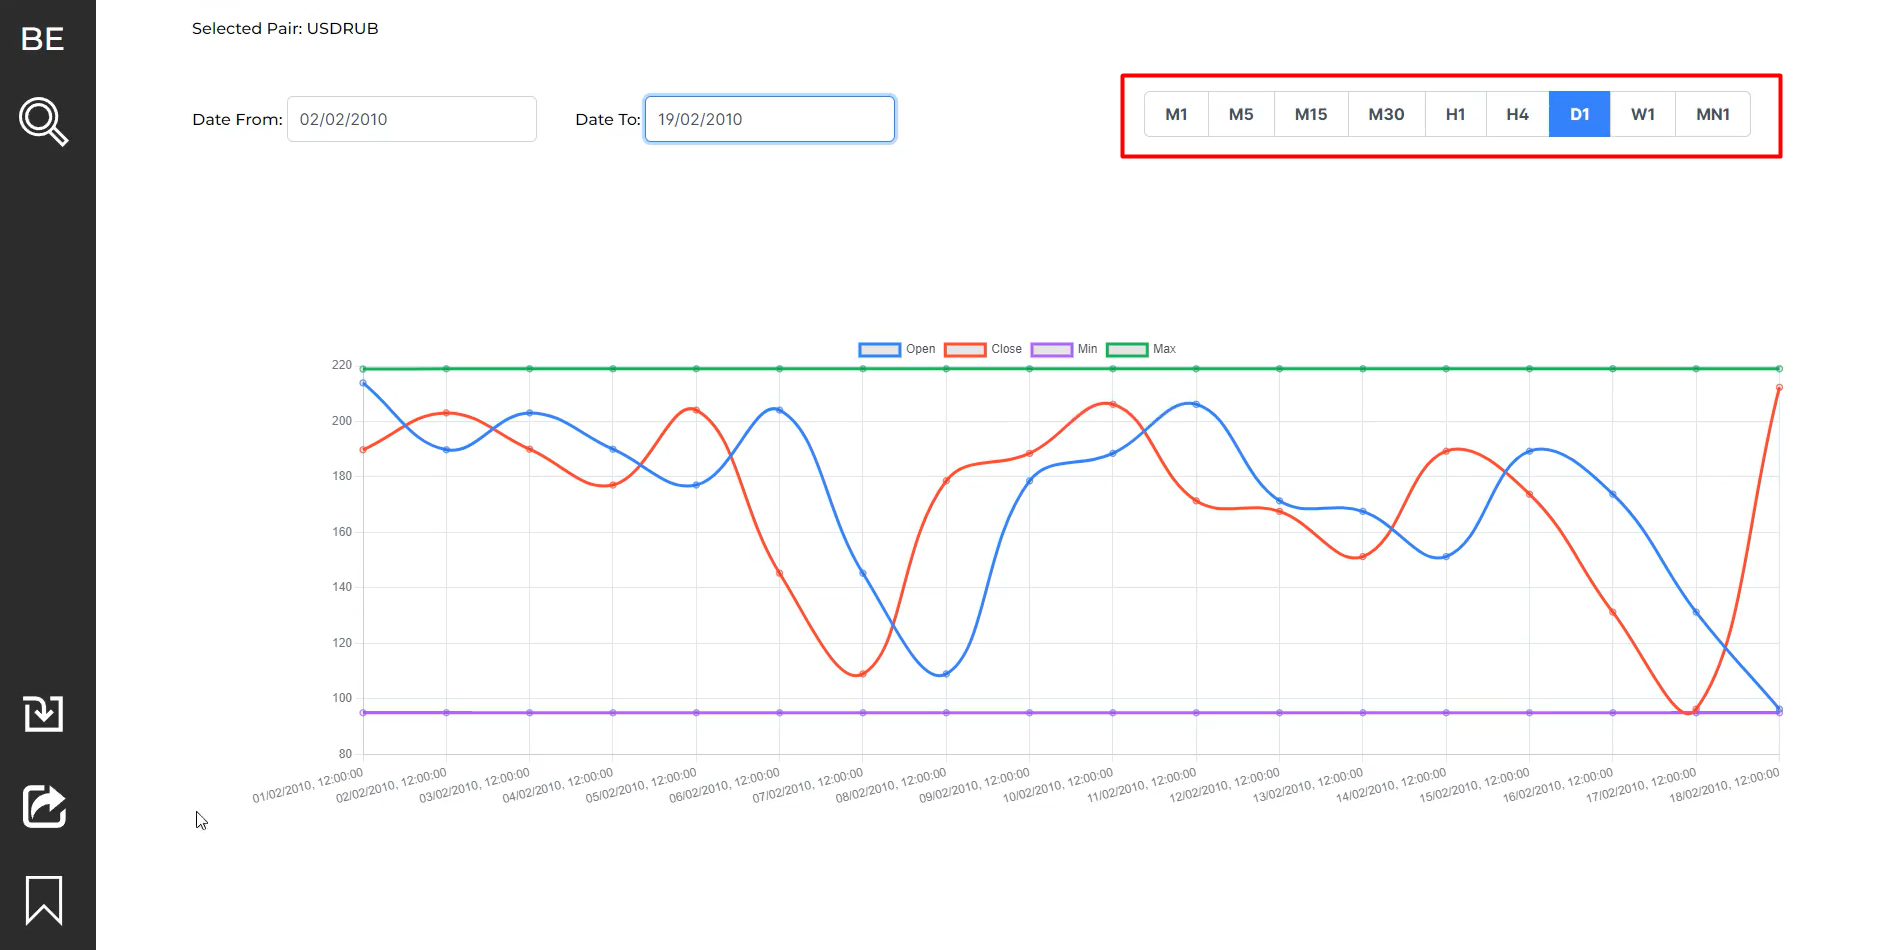 BE
Selected Pair: USDRUB
Date From: 02/02/2010 Date To: 19/02/2010 M1 M5 M15 M30 H1 H4 D1 W1 MN1
Open Close Min Max
220
200
180
160
140
120
100
80
01/02/2010, 12:00:00 02/02/2010, 12:00:00 03/02/2010, 12:00:00 04/02/2010, 12:00:00 05/02/2010, 12:00:00 06/02/2010, 12:00:00 07/02/2010, 12:00:00 08/02/2010, 12:00:00 09/02/2010, 12:00:00 10/02/2010, 12:00:00 11/02/2010, 12:00:00 12/02/2010, 12:00:00 13/02/2010, 12:00:00 14/02/2010, 12:00:00 15/02/2010, 12:00:00 16/02/2010, 12:00:00 17/02/2010, 12:00:00 18/02/2010, 12:00:00